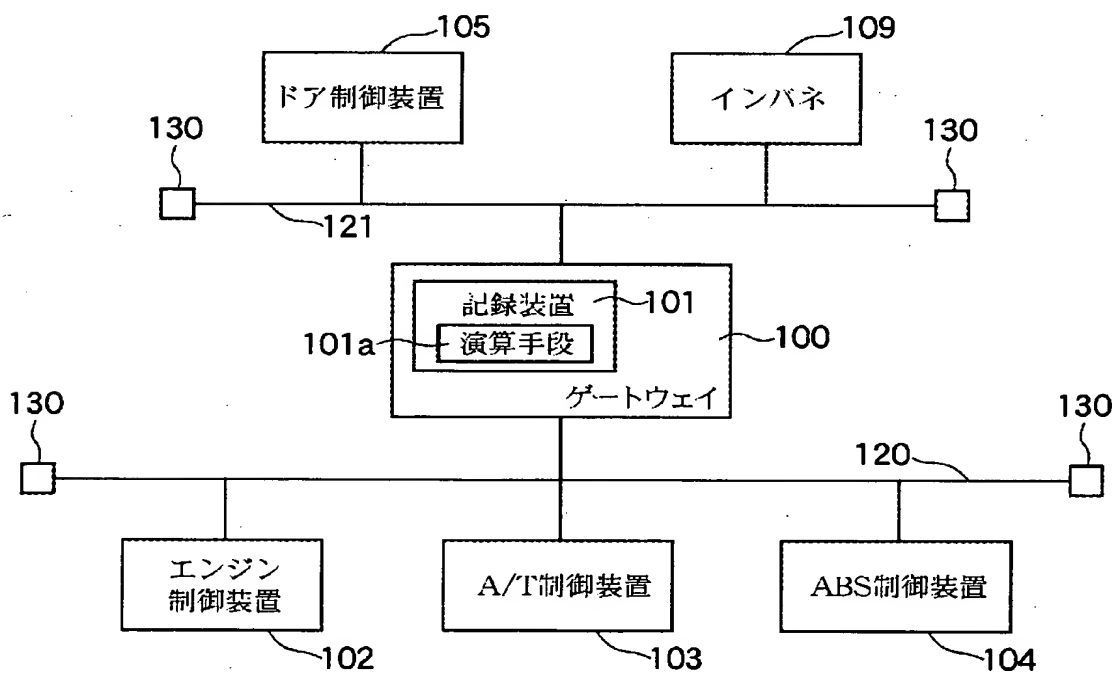 105
109
ドア制御装置
インバネ
130
130
121
記録装置
101
101a
演算手段
100
ゲートウェイ
130
130
120
エンジン
制御装置
A/T制御装置
ABS制御装置
102
103
104